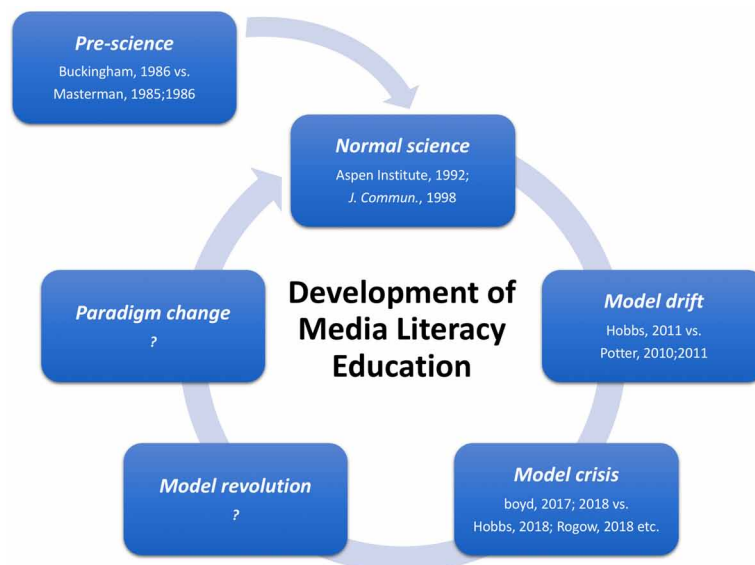 Pre-science
Buckingham, 1986 vs.
Masterman, 1985;1986
Normal science
Aspen Institute, 1992;
J. Commun., 1998
Development of
Media Literacy
Education
Model drift
Hobbs, 2011 vs.
Potter, 2010;2011
Model crisis
boyd, 2017; 2018 vs.
Hobbs, 2018; Rogow, 2018 etc.
Model revolution
?
Paradigm change
?